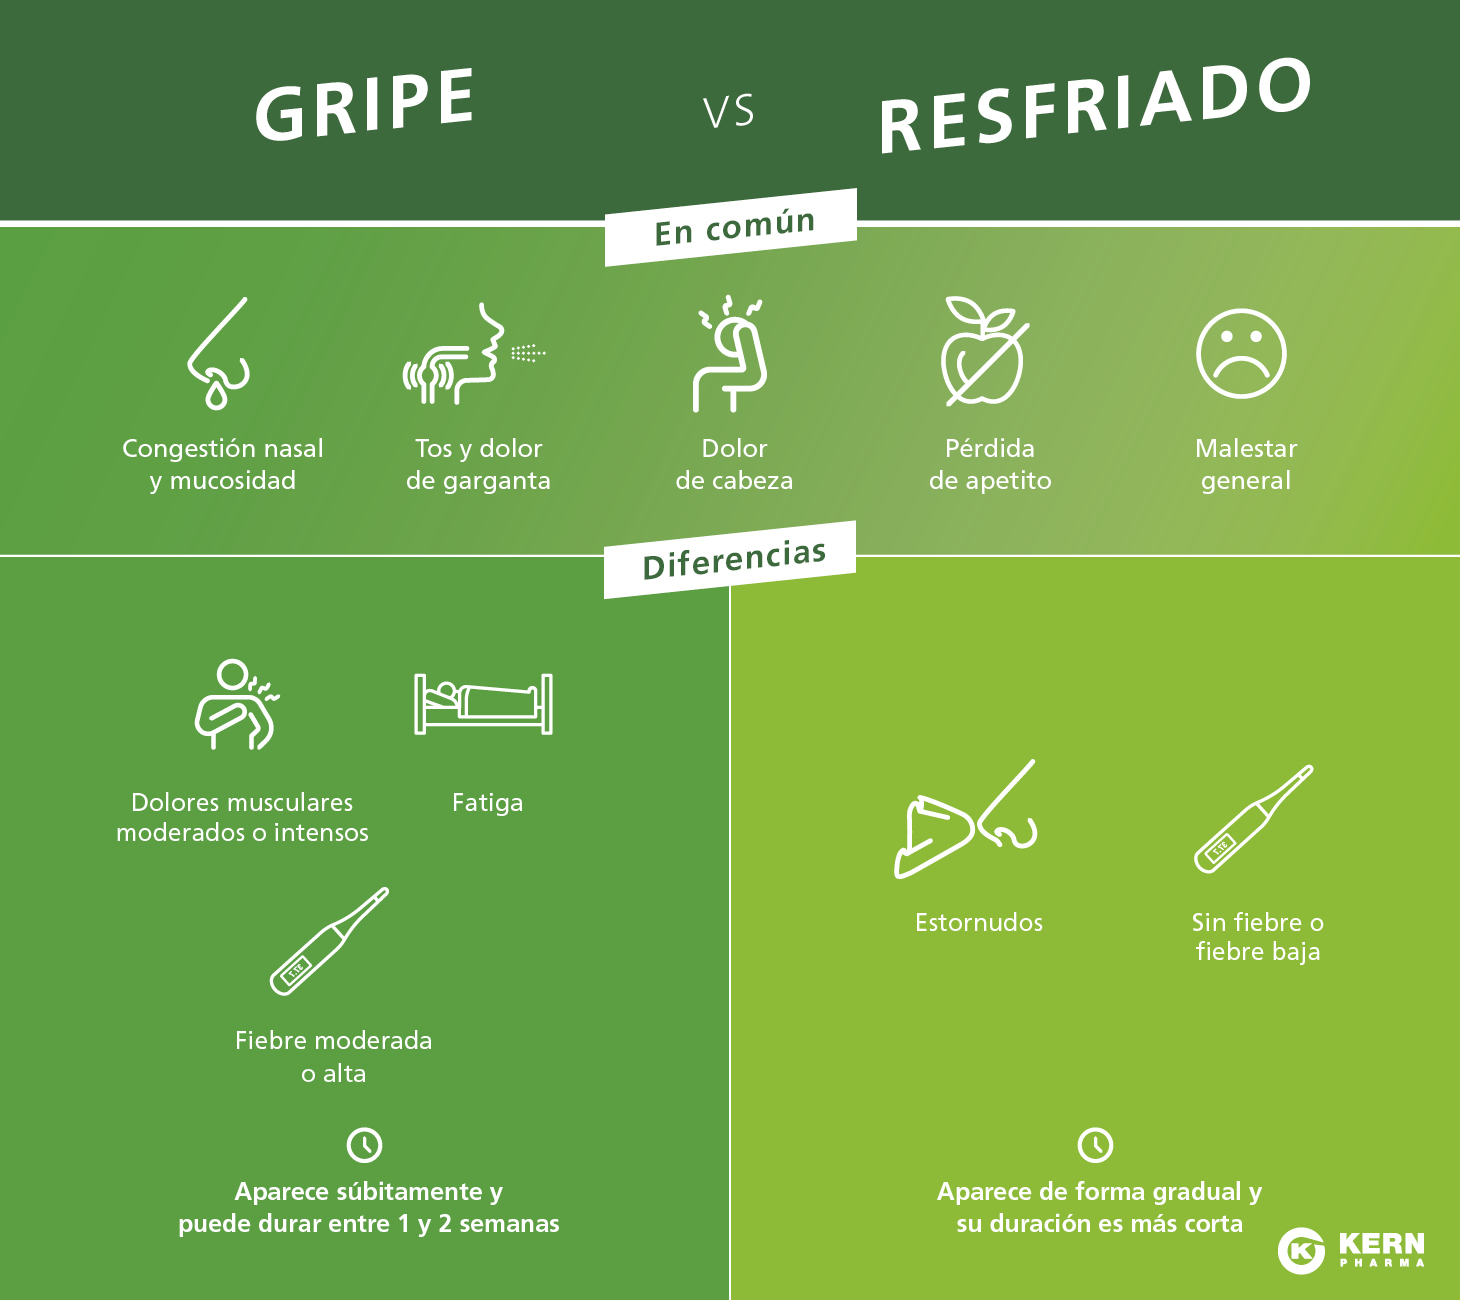 GRIPE
VS
RESFRIADO
En común
Congestión nasal
y mucosidad
Tos y dolor
de garganta
Dolor
de cabeza
Pérdida
de apetito
Malestar
general
Diferencias
Dolores musculares
moderados o intensos
Fatiga
Fiebre moderada
o alta
Aparece súbitamente y
puede durar entre 1 y 2 semanas
Estornudos
Sin fiebre o
fiebre baja
Aparece de forma gradual y
su duración es más corta
K
KERN
PHARMA